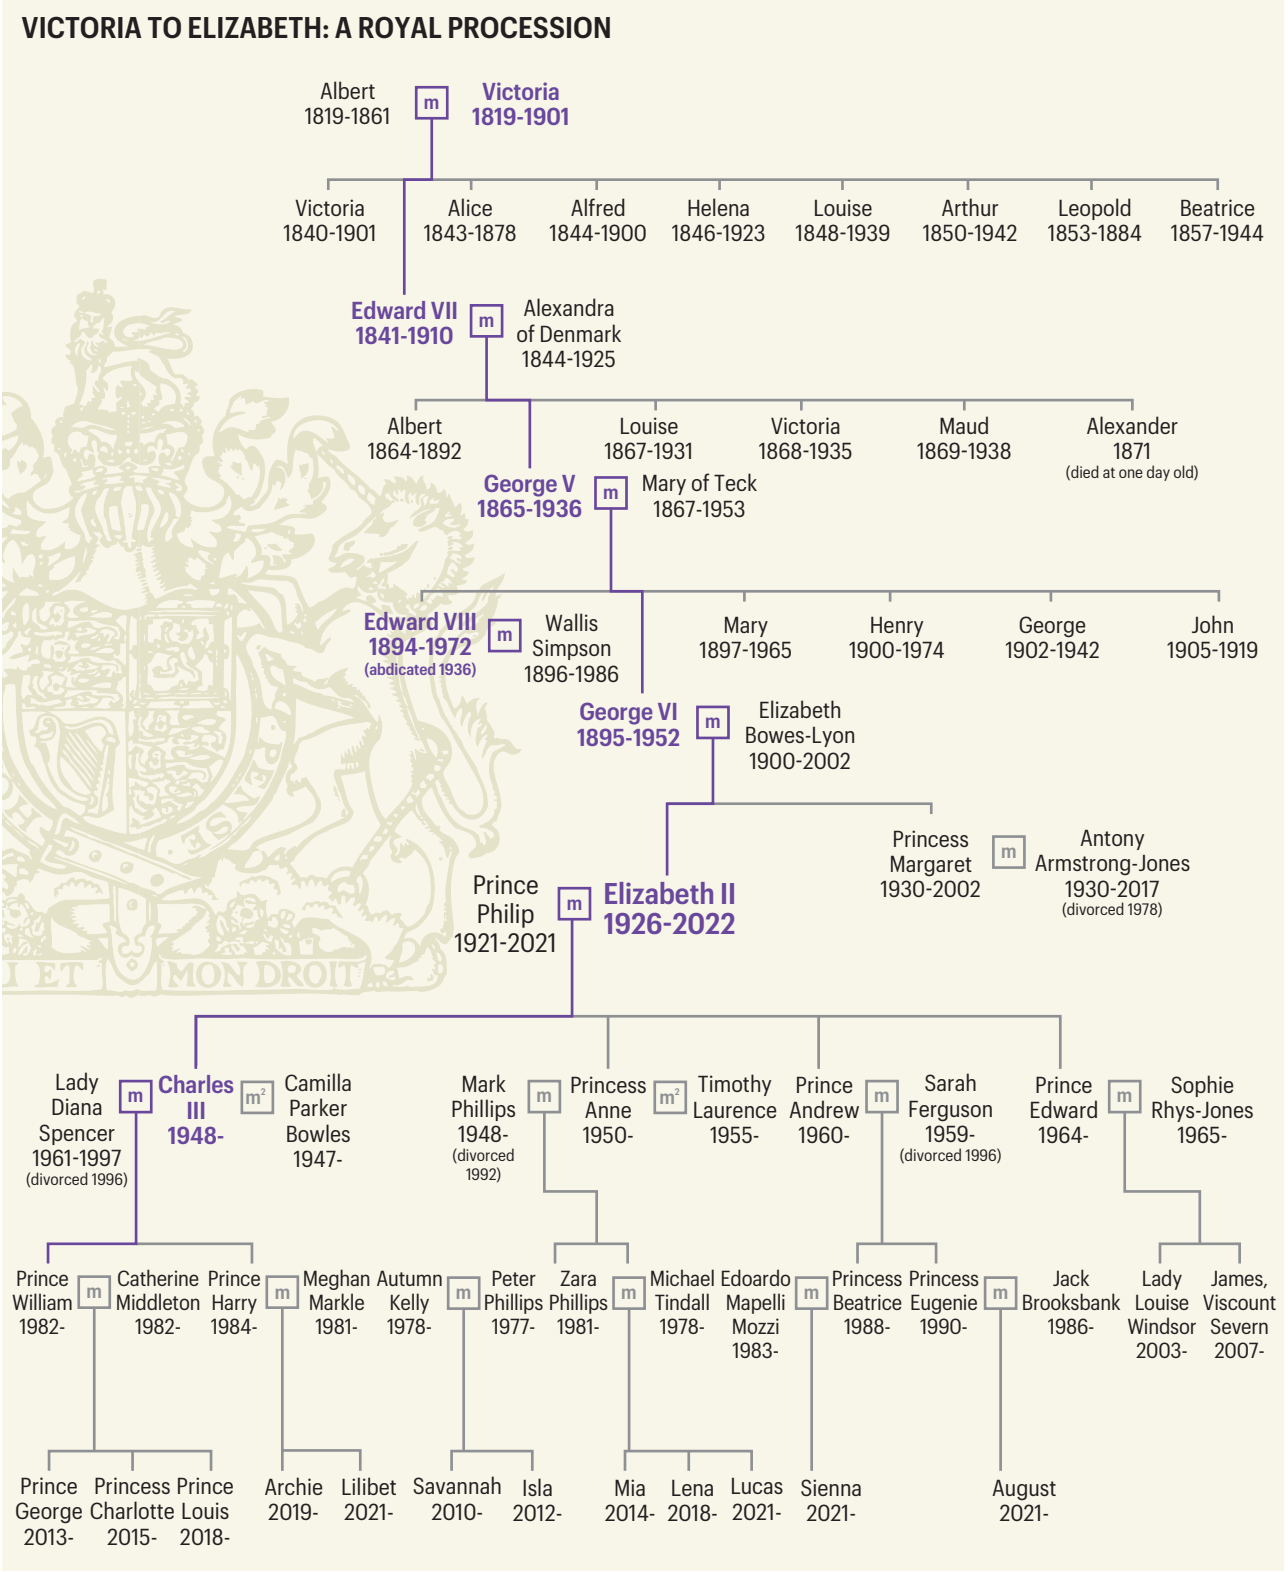 VICTORIA TO ELIZABETH: A ROYAL PROCESSION
Albert
1819-1861
m
Victoria
1819-1901
Victoria
1840-1901
Alice
1843-1878
Alfred
1844-1900
Helena
1846-1923
Louise
1848-1939
Arthur
1850-1942
Leopold
1853-1884
Beatrice
1857-1944
Edward VII
1841-1910
m
Alexandra
of Denmark
1844-1925
Albert
1864-1892
Louise
1867-1931
Victoria
1868-1935
Maud
1869-1938
Alexander
1871
(died at one day old)
George V
1865-1936
m
Mary of Teck
1867-1953
Edward VIII
1894-1972
(abdicated 1936)
m
Wallis
Simpson
1896-1986
Mary
1897-1965
Henry
1900-1974
George
1902-1942
John
1905-1919
George VI
1895-1952
m
Elizabeth
Bowes-Lyon
1900-2002
Princess
Margaret
1930-2002
m
Antony
Armstrong-Jones
1930-2017
(divorced 1978)
Prince
Philip
1921-2021
m
Elizabeth II
1926-2022
PENSE
ET
MON DROIT
Lady
Diana
Spencer
1961-1997
(divorced 1996)
m
Charles
III
1948-
m²
Camilla
Parker
Bowles
1947-
Mark
Phillips
1948-
(divorced
1992)
m
Princess
Anne
1950-
m²
Timothy
Laurence
1955-
Prince
Andrew
1960-
m
Sarah
Ferguson
1959-
(divorced 1996)
Prince
Edward
1964-
m
Sophie
Rhys-Jones
1965-
Prince
William
1982-
m
Catherine
Middleton
1982-
Prince
Harry
1984-
m
Meghan
Markle
1981-
Autumn
Kelly
1978-
m
Peter
Phillips
1977-
Zara
Phillips
1981-
m
Michael
Tindall
1978-
Edoardo
Mapelli
Mozzi
1983-
m
Princess
Beatrice
1988-
Princess
Eugenie
1990-
m
Jack
Brooksbank
1986-
Lady
Louise
Windsor
2003-
James,
Viscount
Severn
2007-
Prince
George
2013-
Princess
Charlotte
2015-
Prince
Louis
2018-
Archie
2019-
Lilibet
2021-
Savannah
2010-
Isla
2012-
Mia
2014-
Lena
2018-
Lucas
2021-
Sienna
2021-
August
2021-